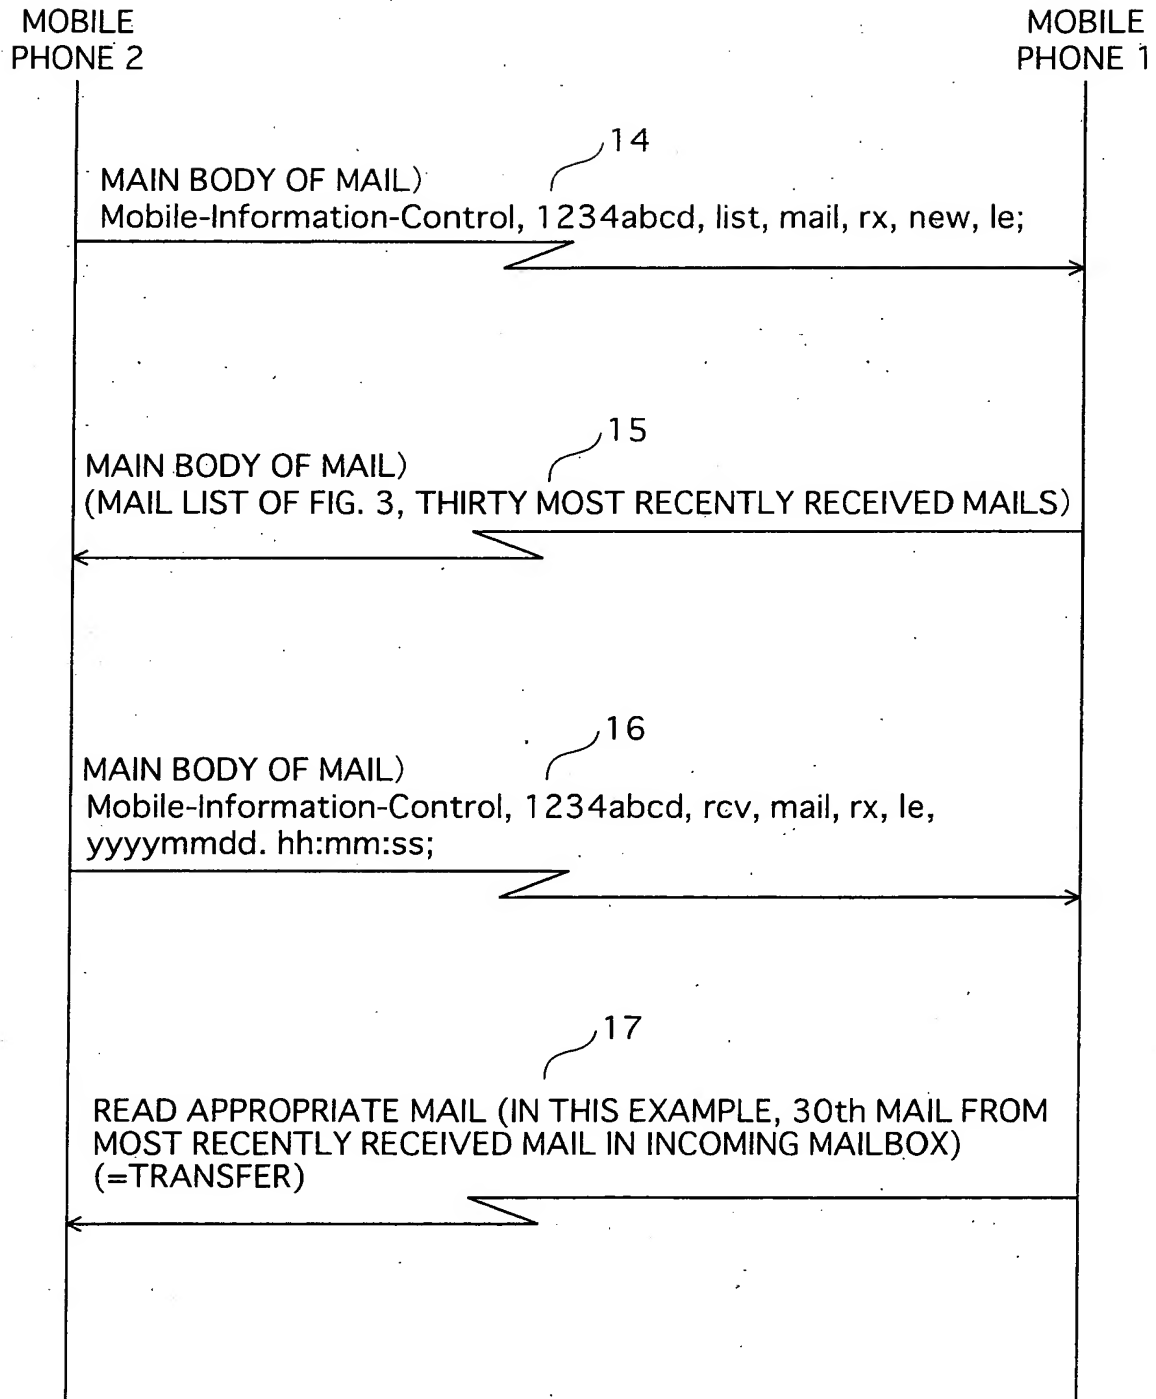 MOBILE
PHONE 2
MOBILE
PHONE 1
14
MAIN BODY OF MAIL)
Mobile-Information-Control, 1234abcd, list, mail, rx, new, le;
15
MAIN BODY OF MAIL)
(MAIL LIST OF FIG. 3, THIRTY MOST RECENTLY RECEIVED MAILS)
16
MAIN BODY OF MAIL)
Mobile-Information-Control, 1234abcd, rcv, mail, rx, le,
yyyymmdd. hh:mm:ss;
17
READ APPROPRIATE MAIL (IN THIS EXAMPLE, 30th MAIL FROM
MOST RECENTLY RECEIVED MAIL IN INCOMING MAILBOX)
(=TRANSFER)